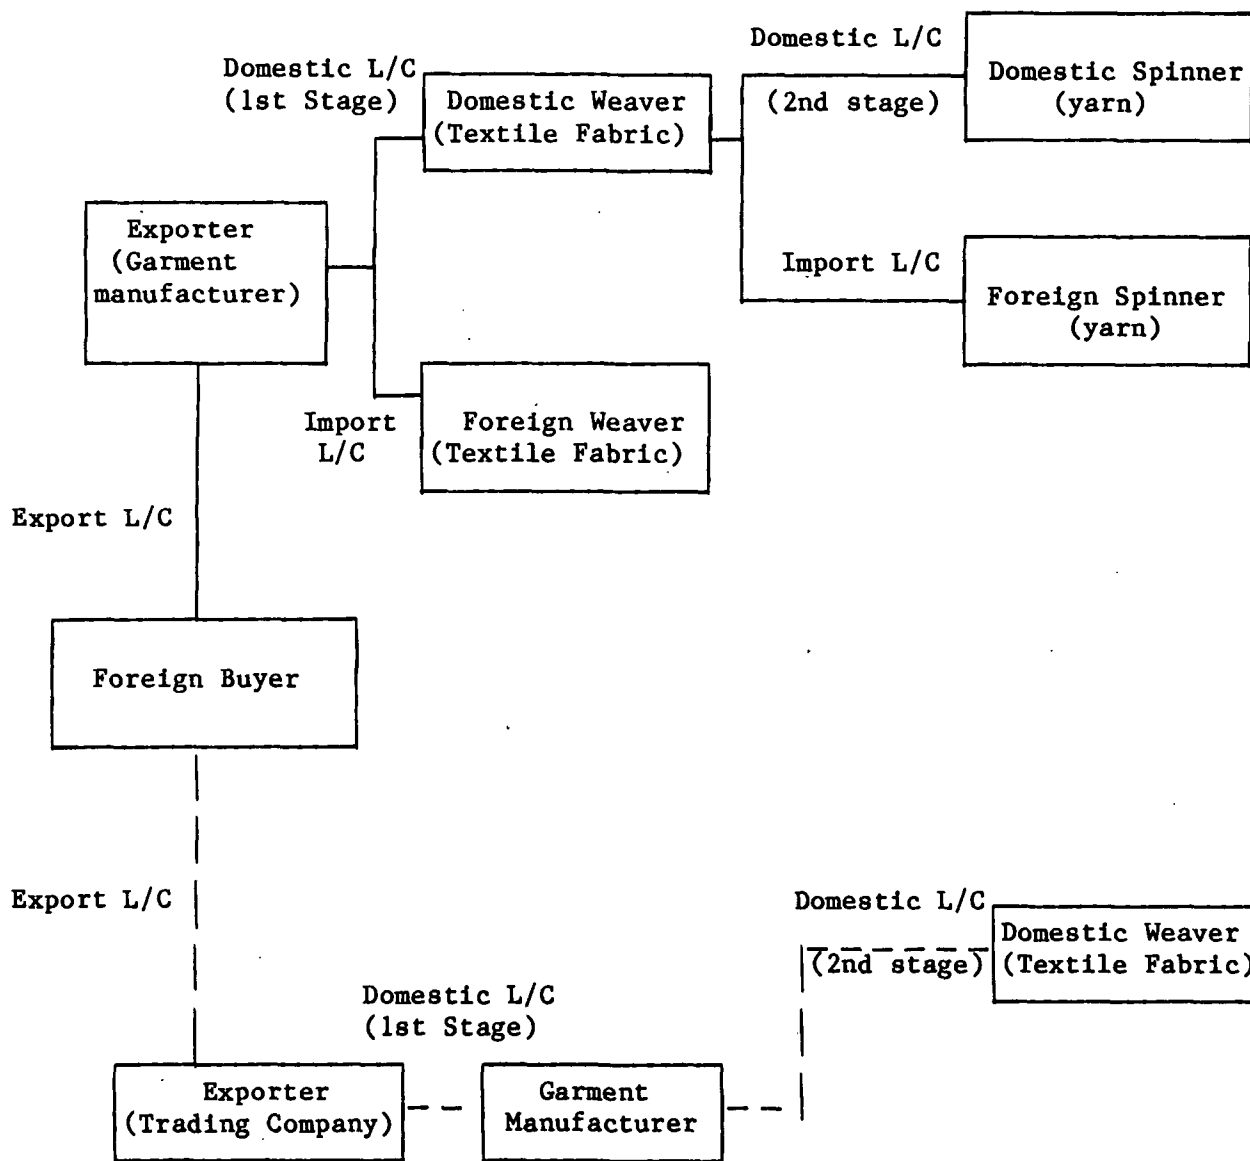 Domestic L/C
Domestic Spinner
(yarn)
(2nd stage)
Domestic L/C
(1st Stage)
Domestic Weaver
(Textile Fabric)
Exporter
(Garment
manufacturer)
Import L/C
Foreign Spinner
(yarn)
Import
L/C
Foreign Weaver
(Textile Fabric)
Export L/C
Foreign Buyer
Export L/C
Domestic L/C
(2nd stage)
Domestic Weaver
(Textile Fabric)
Domestic L/C
(1st Stage)
Exporter
(Trading Company)
Garment
Manufacturer